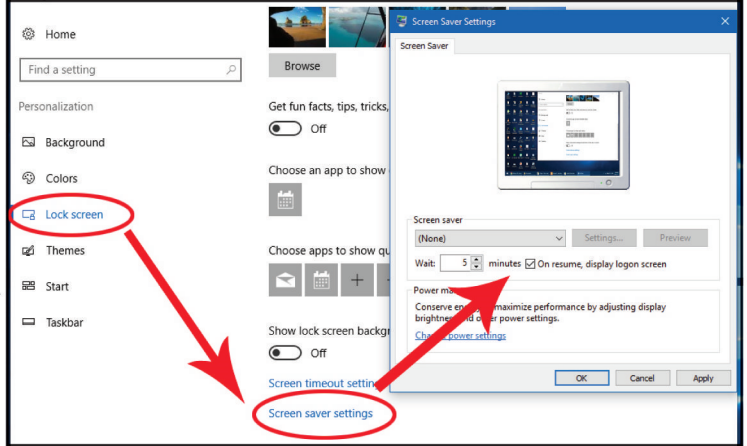 Home
Find a setting
Personalization
Background
Colors
Lock screen
Themes
Start
Taskbar
Browse
Get fun facts, tips, tricks,
Off
Choose an app to show
Choose apps to show qu
Show lock screen backgr
Off
Screen timeout settin
Screen saver settings
Screen Saver Settings
Screen Saver
Screen saver
(None)
Settings...
Preview
Wait: 5 minutes On resume, display logon screen
Power ma
Conserve en maximize performance by adjusting display
brightne nd o er power settings.
Cha power settings
OK
Cancel
Apply